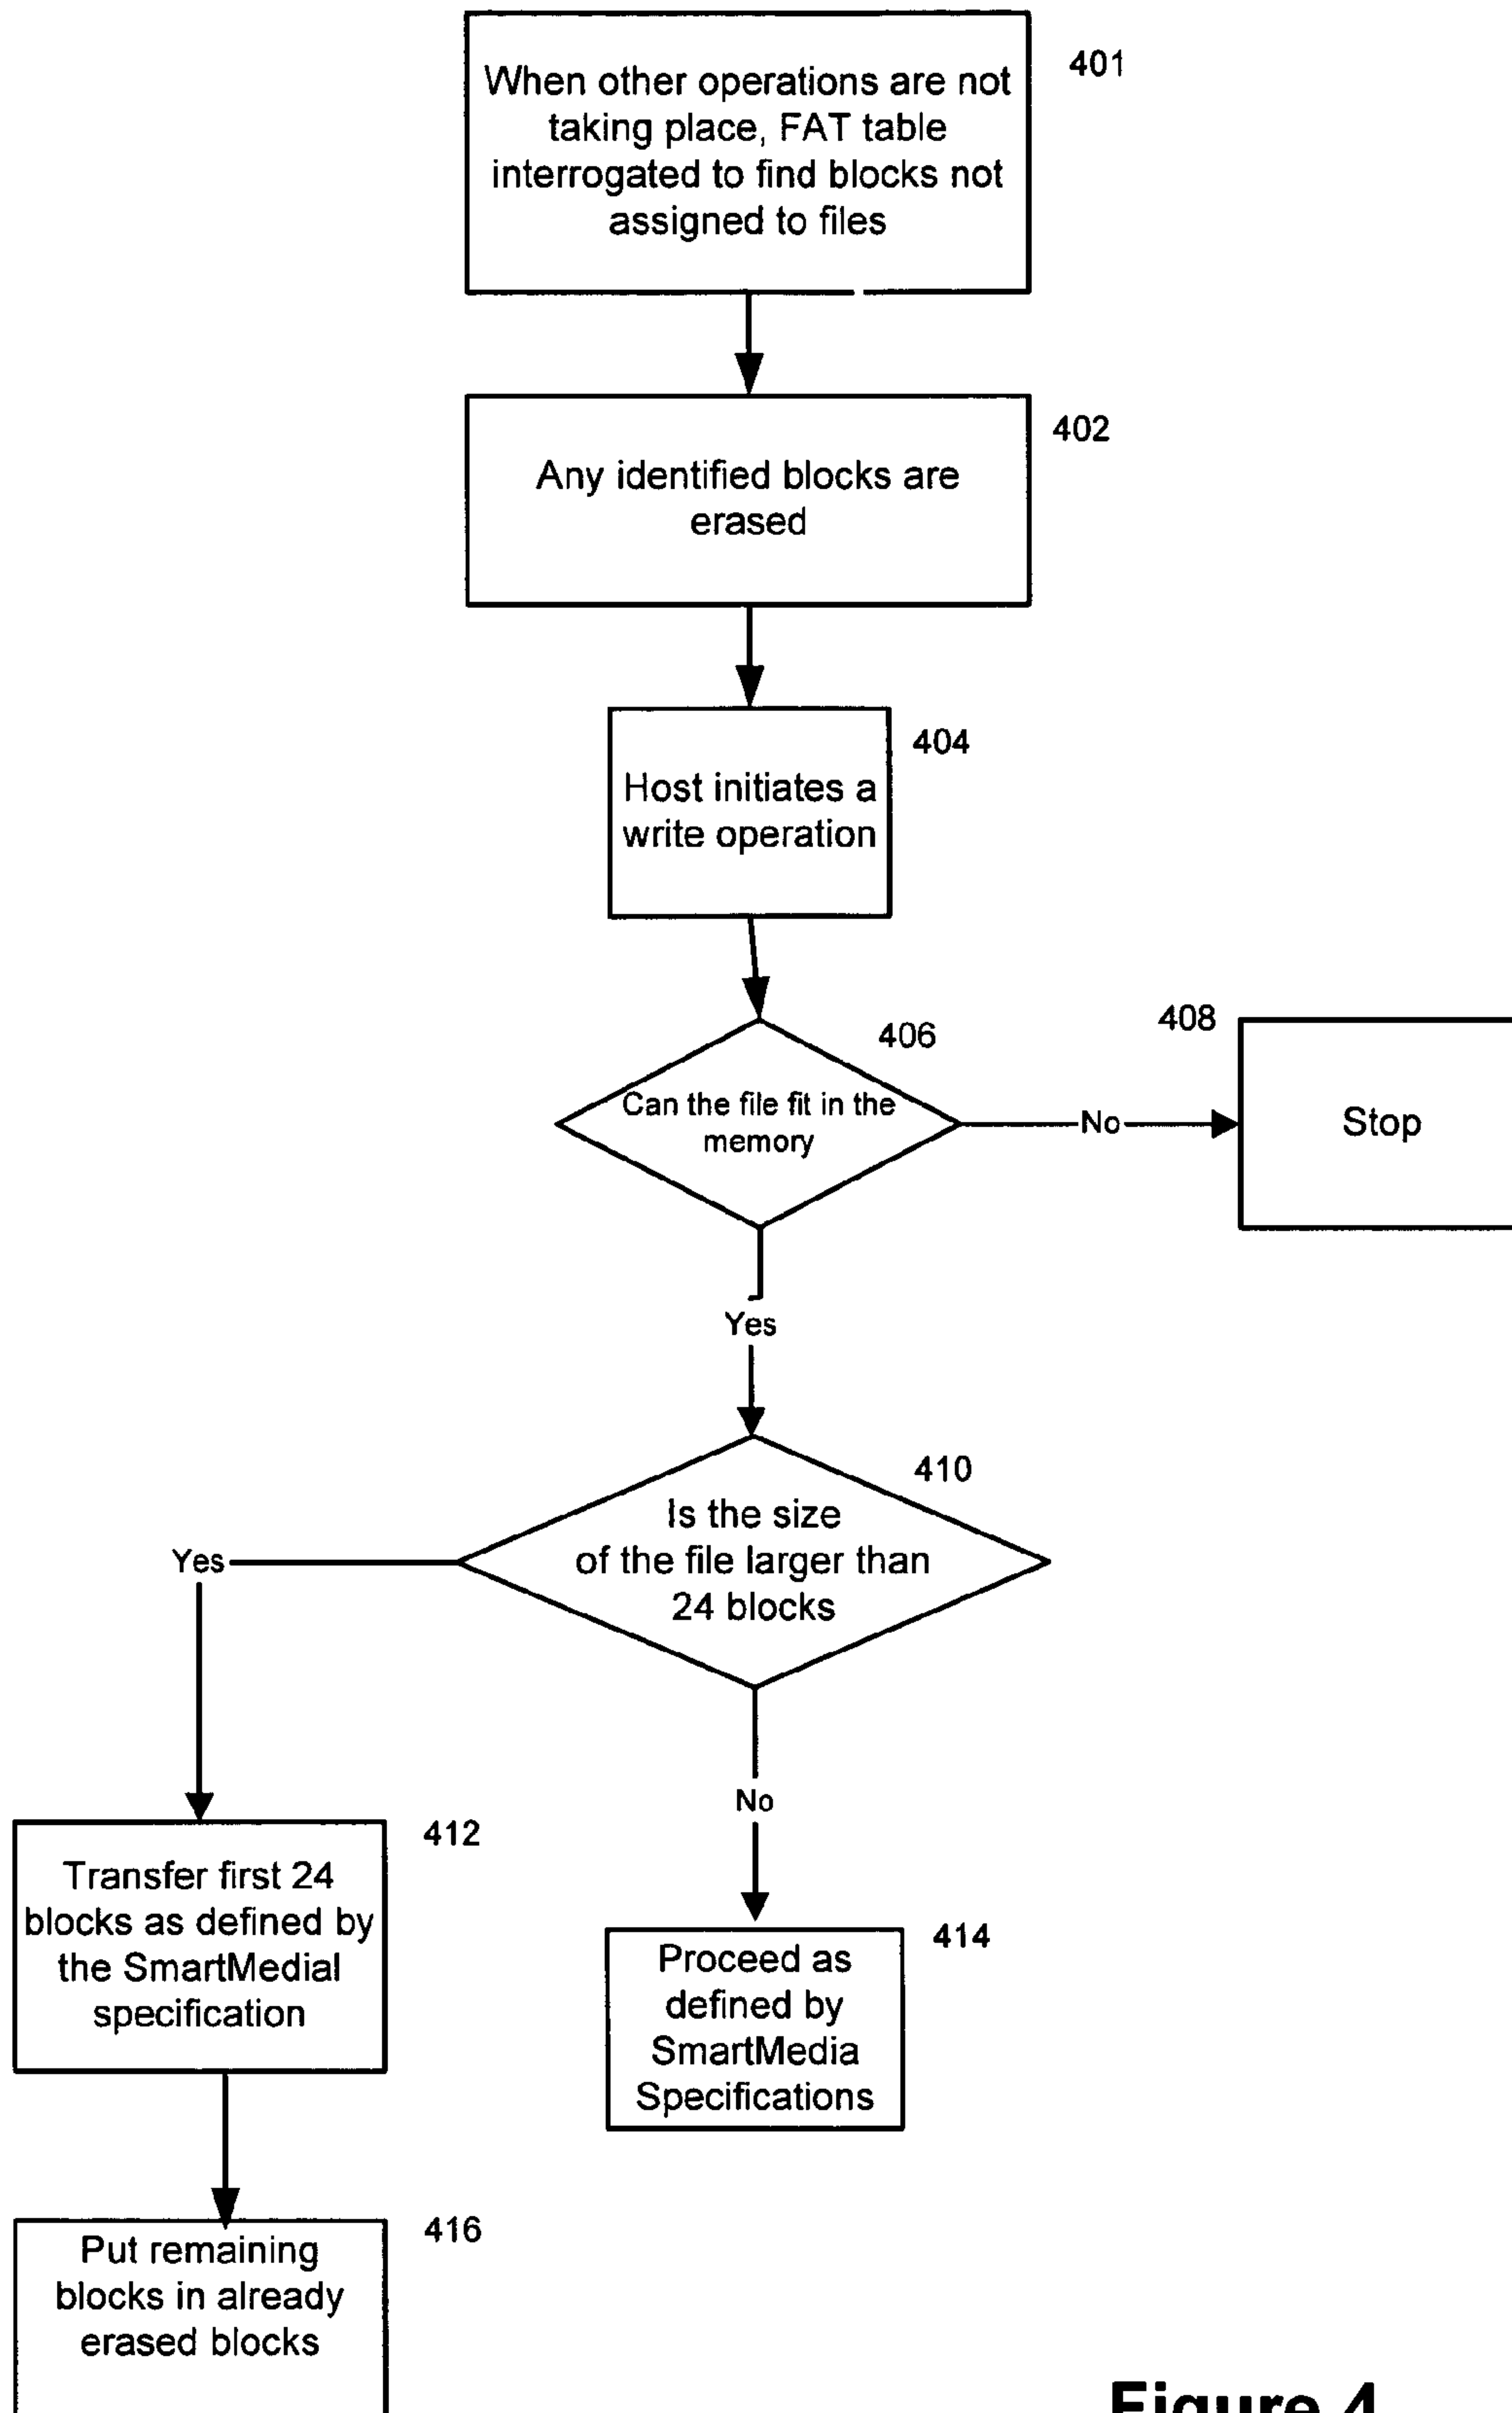 When other operations are not
taking place, FAT table
interrogated to find blocks not
assigned to files
401
Any identified blocks are
erased
402
Host initiates a
write operation
404
Can the file fit in the
memory
406
No
408
Stop
Yes
Is the size
of the file larger than
24 blocks
410
Yes
No
Transfer first 24
blocks as defined by
the SmartMedial
specification
412
Proceed as
defined by
SmartMedia
Specifications
414
Put remaining
blocks in already
erased blocks
416
Figure 4